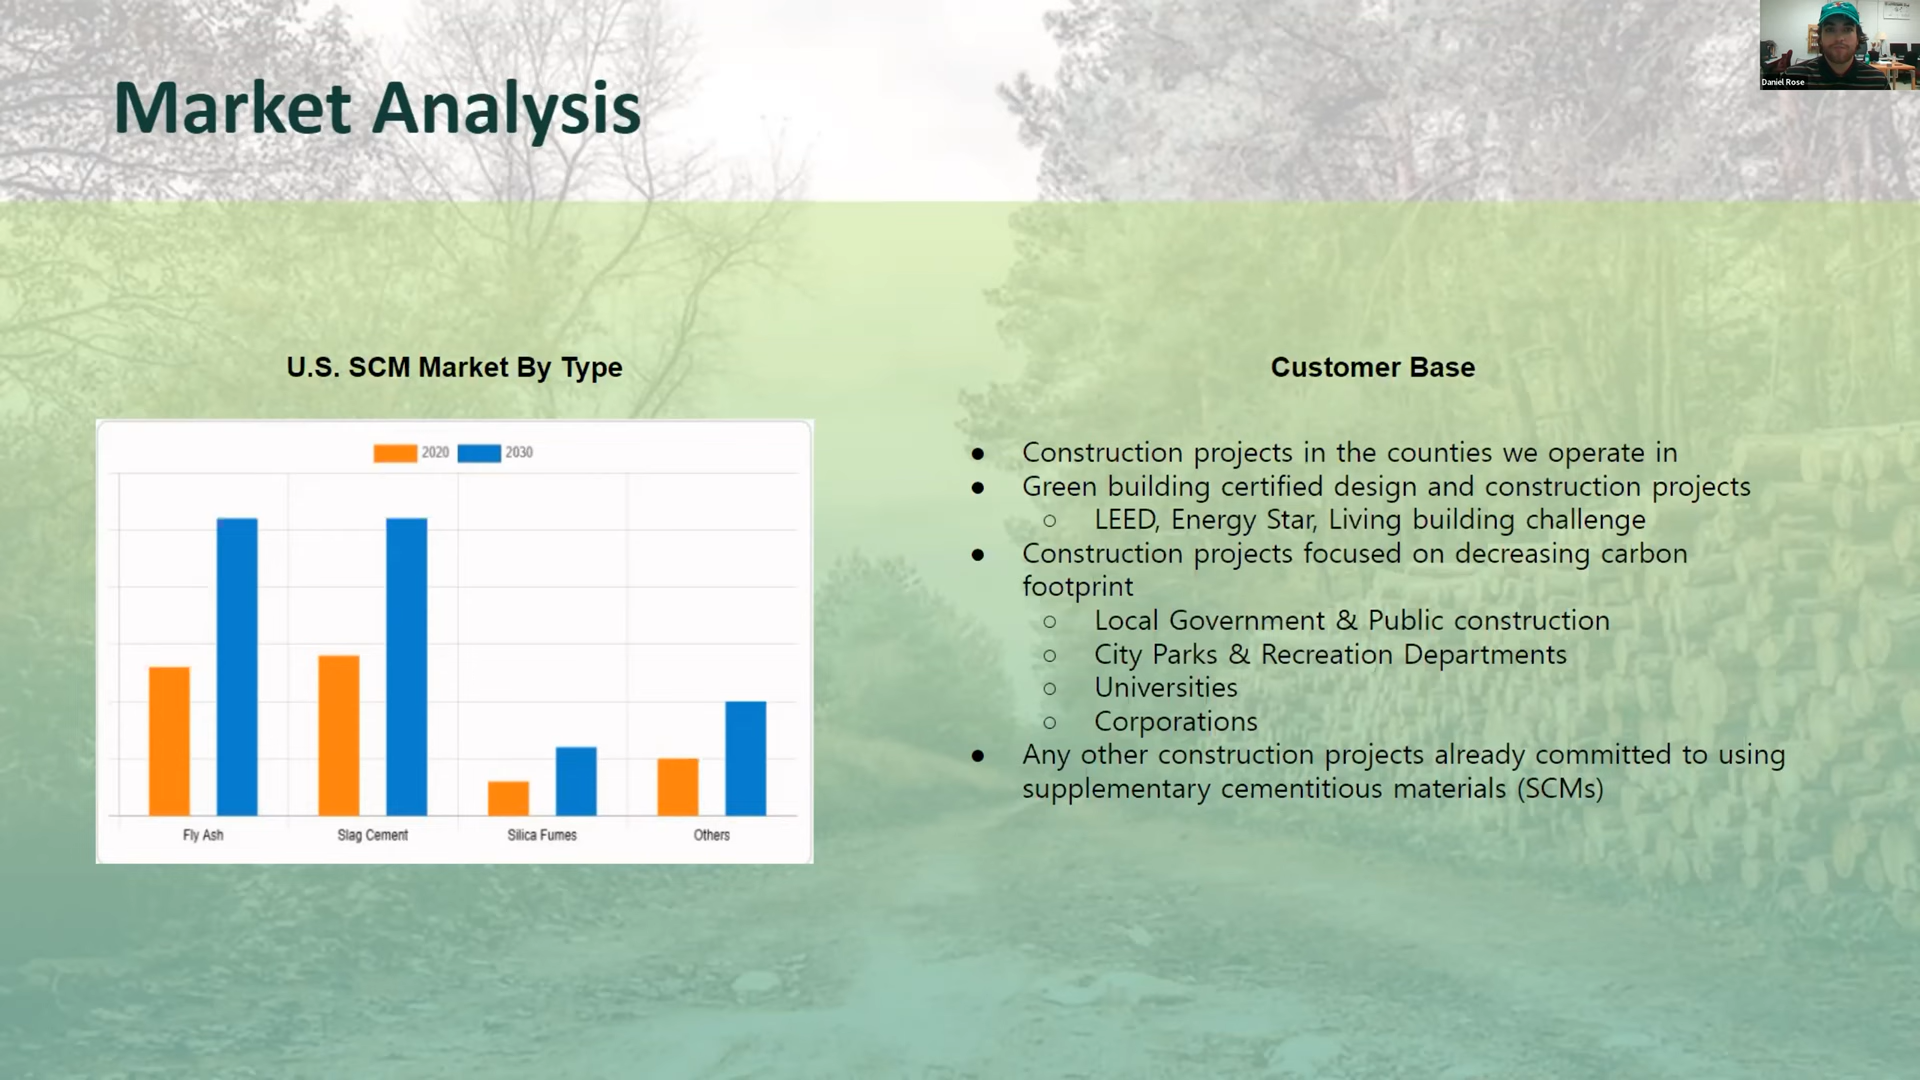 Market Analysis
Daniel Rose
U.S. SCM Market By Type
2020 2030
Fly Ash Slag Cement Silica Fumes Others
Customer Base
● Construction projects in the counties we operate in
● Green building certified design and construction projects
○ LEED, Energy Star, Living building challenge
● Construction projects focused on decreasing carbon
footprint
○ Local Government & Public construction
○ City Parks & Recreation Departments
○ Universities
○ Corporations
● Any other construction projects already committed to using
supplementary cementitious materials (SCMs)